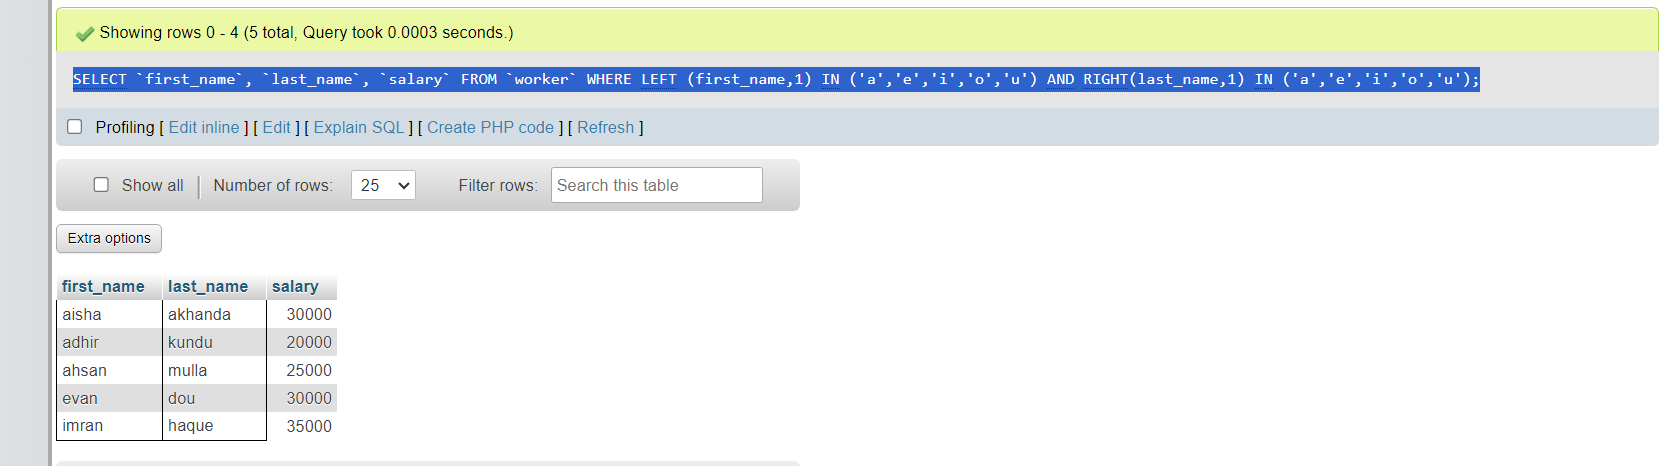 Showing rows 0 - 4 (5 total, Query took 0.0003 seconds.)
SELECT `first_name`, `last_name`, `salary` FROM `worker` WHERE LEFT (first_name,1) IN ('a','e','i','o','u') AND RIGHT(last_name,1) IN ('a','e','i','o','u');
Profiling [ Edit inline ] [ Edit ] [ Explain SQL ] [ Create PHP code ] [ Refresh ]
Show all | Number of rows: 25 Filter rows: Search this table
Extra options
first_name last_name salary
aisha akhanda 30000
adhir kundu 20000
ahsan mulla 25000
evan dou 30000
imran haque 35000